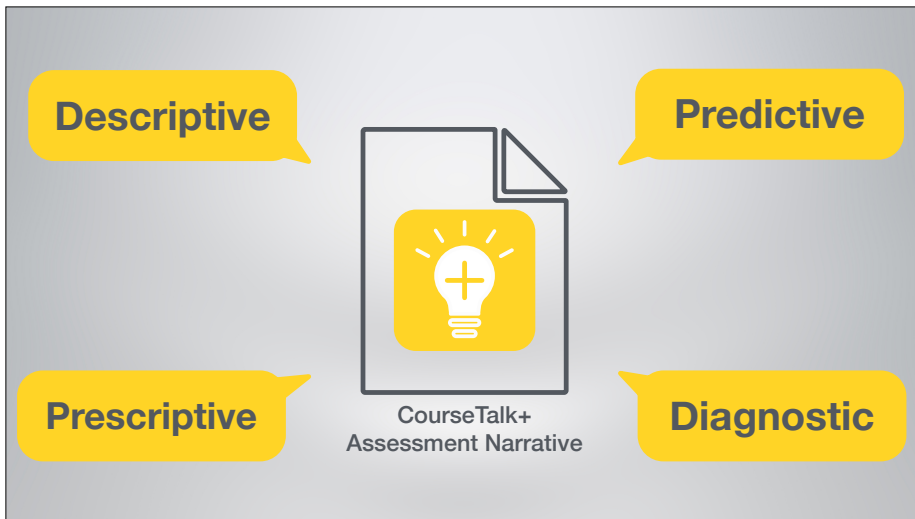 Descriptive
Predictive
Prescriptive
CourseTalk+
Assessment Narrative
Diagnostic